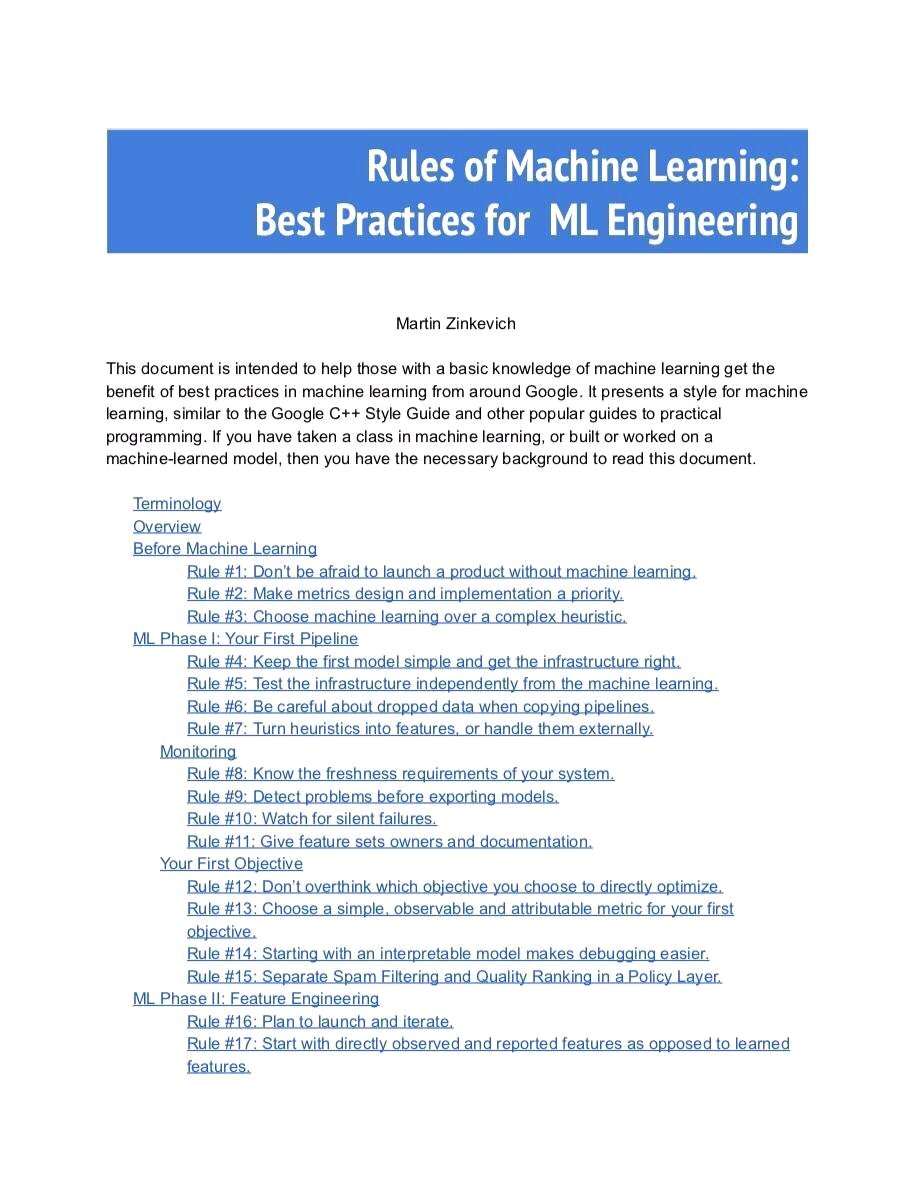 Rules of Machine Learning:
Best Practices for ML Engineering
Martin Zinkevich
This document is intended to help those with a basic knowledge of machine learning get the
benefit of best practices in machine learning from around Google. It presents a style for machine
learning, similar to the Google C++ Style Guide and other popular guides to practical
programming. If you have taken a class in machine learning, or built or worked on a
machine-learned model, then you have the necessary background to read this document.
Terminology
Overview
Before Machine Learning
Rule #1: Don’t be afraid to launch a product without machine learning.
Rule #2: Make metrics design and implementation a priority.
Rule #3: Choose machine learning over a complex heuristic.
ML Phase I: Your First Pipeline
Rule #4: Keep the first model simple and get the infrastructure right.
Rule #5: Test the infrastructure independently from the machine learning.
Rule #6: Be careful about dropped data when copying pipelines.
Rule #7: Turn heuristics into features, or handle them externally.
Monitoring
Rule #8: Know the freshness requirements of your system.
Rule #9: Detect problems before exporting models.
Rule #10: Watch for silent failures.
Rule #11: Give feature sets owners and documentation.
Your First Objective
Rule #12: Don’t overthink which objective you choose to directly optimize.
Rule #13: Choose a simple, observable and attributable metric for your first
objective.
Rule #14: Starting with an interpretable model makes debugging easier.
Rule #15: Separate Spam Filtering and Quality Ranking in a Policy Layer.
ML Phase II: Feature Engineering
Rule #16: Plan to launch and iterate.
Rule #17: Start with directly observed and reported features as opposed to learned
features.